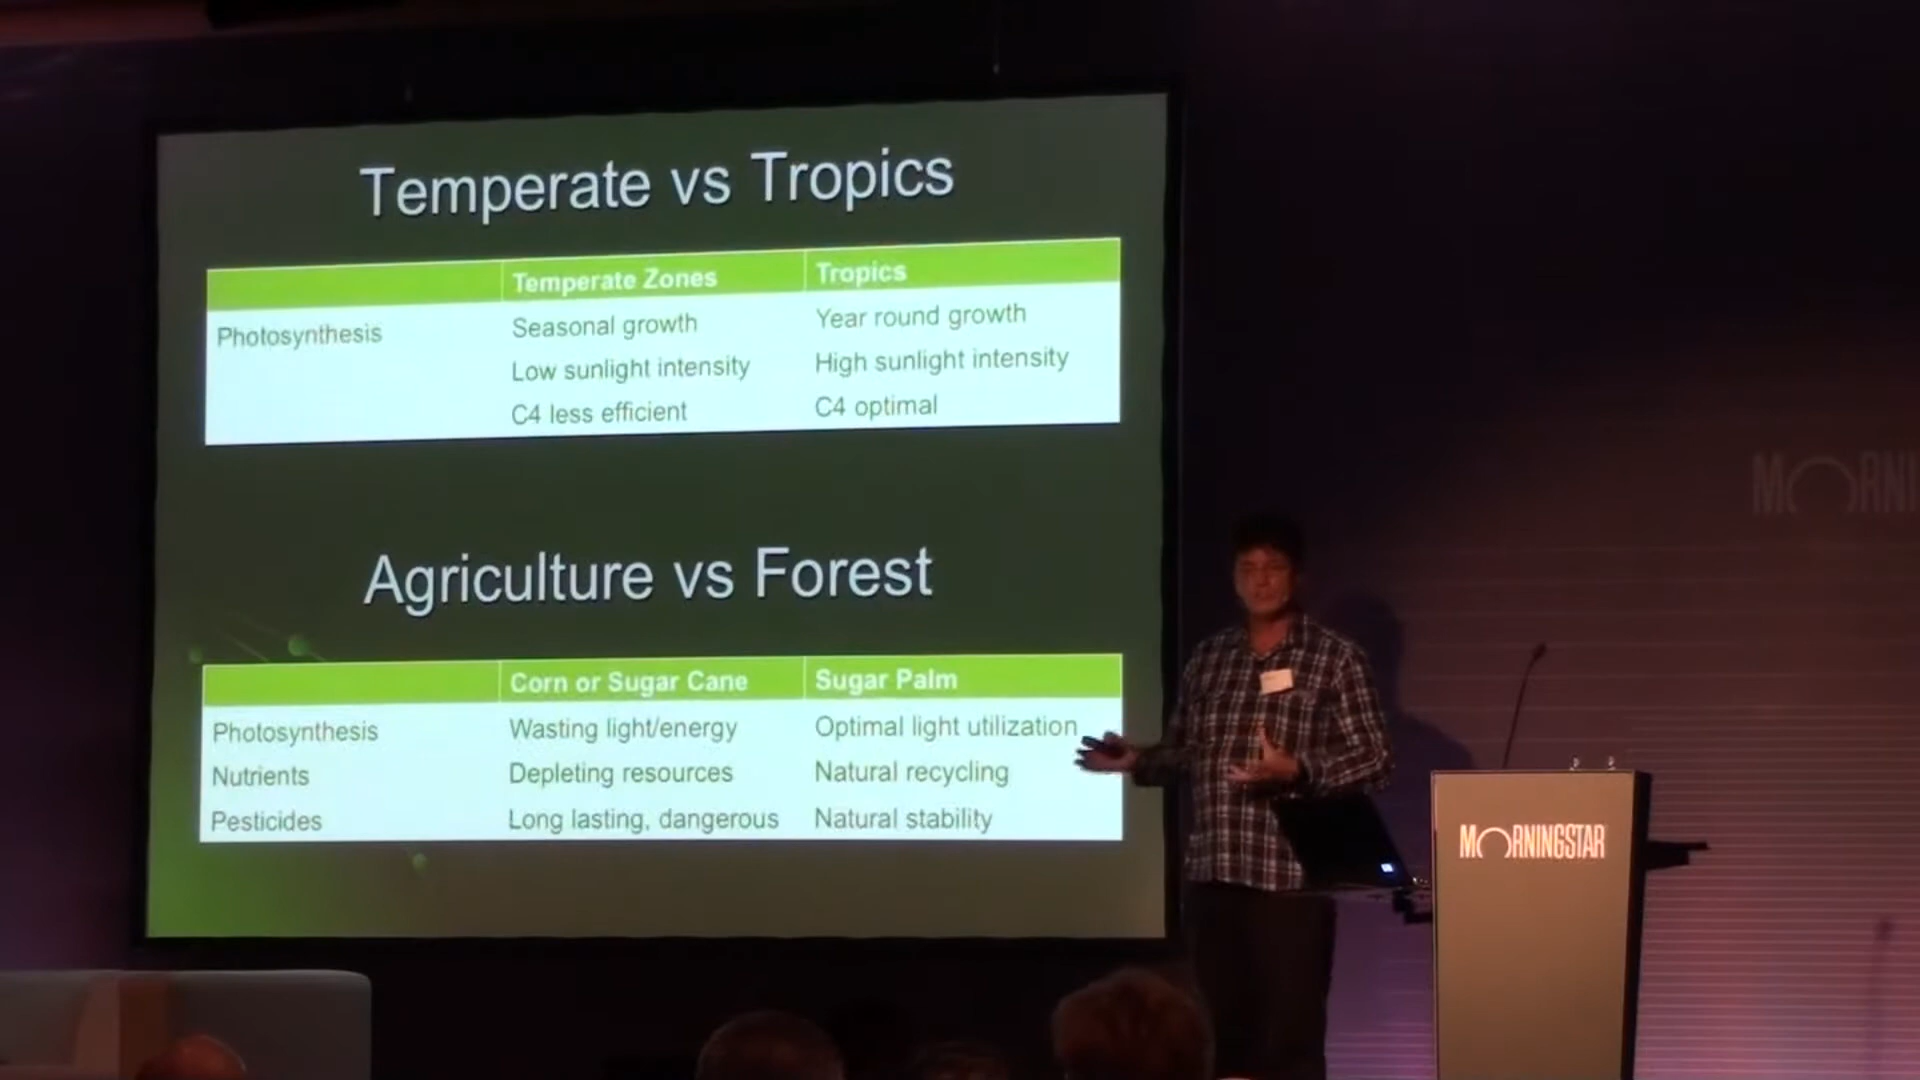 Temperate vs Tropics
Temperate Zones Tropics
Photosynthesis Seasonal growth Year round growth
Low sunlight intensity High sunlight intensity
C4 less efficient C4 optimal
Agriculture vs Forest
Corn or Sugar Cane Sugar Palm
Photosynthesis Wasting light/energy Optimal light utilization
Nutrients Depleting resources Natural recycling
Pesticides Long lasting, dangerous Natural stability
MORNINGSTAR
MORNI